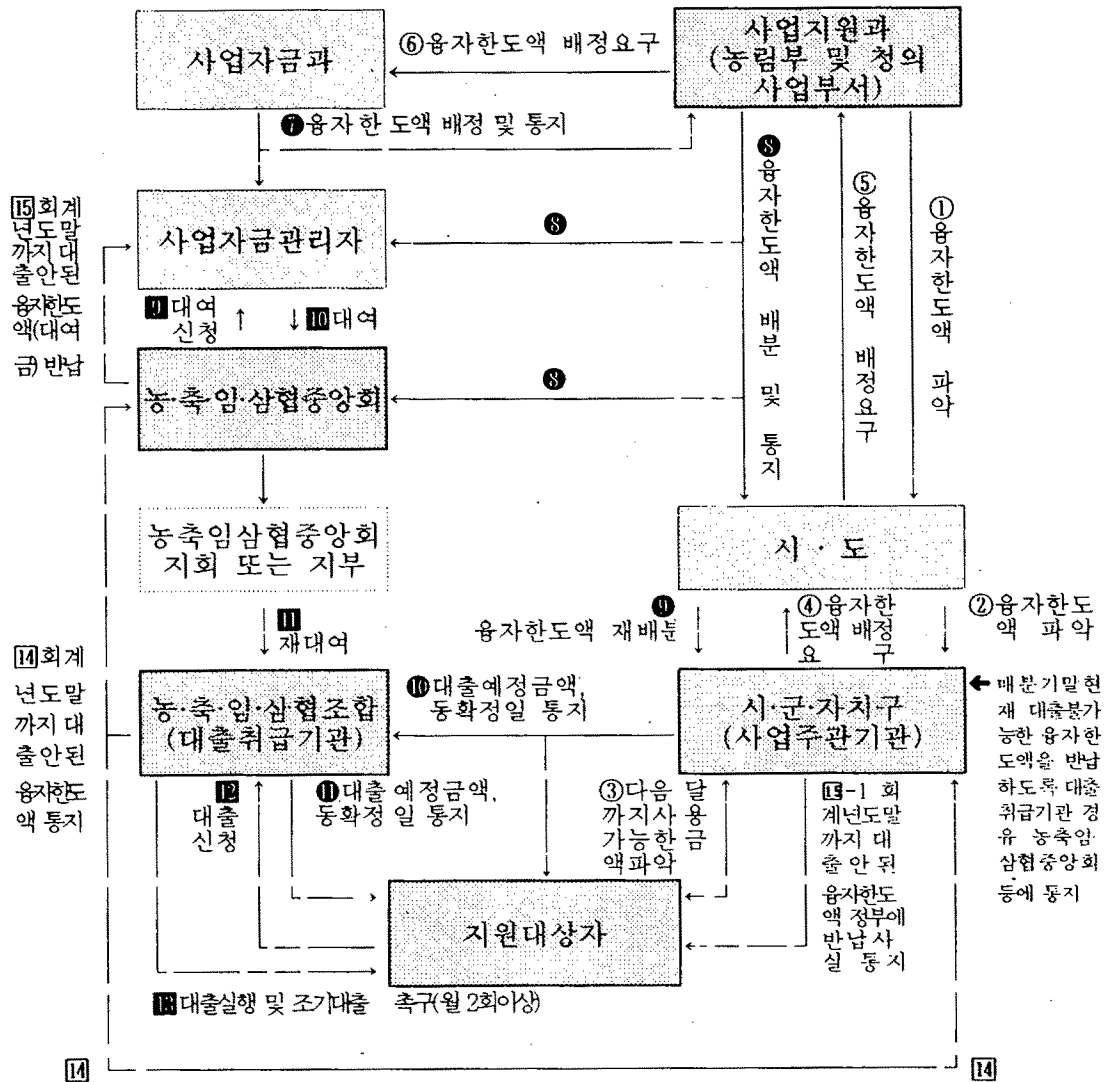 사업자금과
⑥융자한도액 배정요구
사업지원과
(농림부 및 청의
사업부서)
❼융자한도액 배정 및 통지
❽융자한도액 배분 및 통지
⑤융자한도액 배정요구
①융자한도액 파악
15회계
년도말
까지대
출안된
융자한도
액(대여
금)반납
사업자금관리자
❽
9대여
신청
↑
↓
10대여
농·축·임·삼협중앙회
❽
농축임삼협중앙회
지회 또는 지부
시 · 도
11
재대여
❾
융자한도액 재배분
④융자한
도액 배정
요 구
②융자한도
액 파악
14회계
년도말
까지대
출안된
융자한도
액통지
농·축·임·삼협조합
(대출취급기관)
❿대출예정금액,
동확정일 통지
시·군·자치구
(사업주관기관)
← 매분기말현
재 대출불가
능한 융자한
도액을 반납
하도록 대출
취급기관 경
유 농축임
삼협중앙회
등에 통지
12
대출
신청
⓫대출예정금액,
동확정일 통지
③다음 달
까지사용
가능한금
액파악
15-1 회
계년도말
까지 대
출 안 된
융자한도
액 정부에
반납사
실 통지
지원대상자
13대출실행 및 조기대출 촉구(월2회이상)
14
14